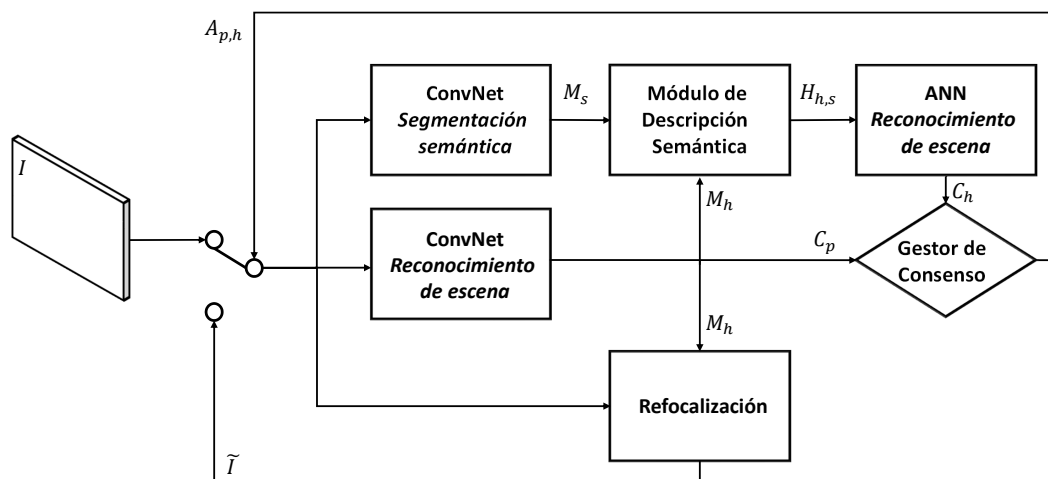 A_{p,h}
I
ConvNet
Segmentación
semántica
M_s
Módulo de
Descripción
Semántica
H_{h,s}
ANN
Reconocimiento
de escena
M_h
C_h
ConvNet
Reconocimiento
de escena
C_p
Gestor de
Consenso
M_h
Refocalización
Ĩ